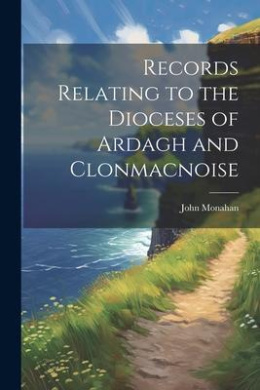 Records
Relating to the
Dioceses of
Ardagh and
Clonmacnoise
John Monahan